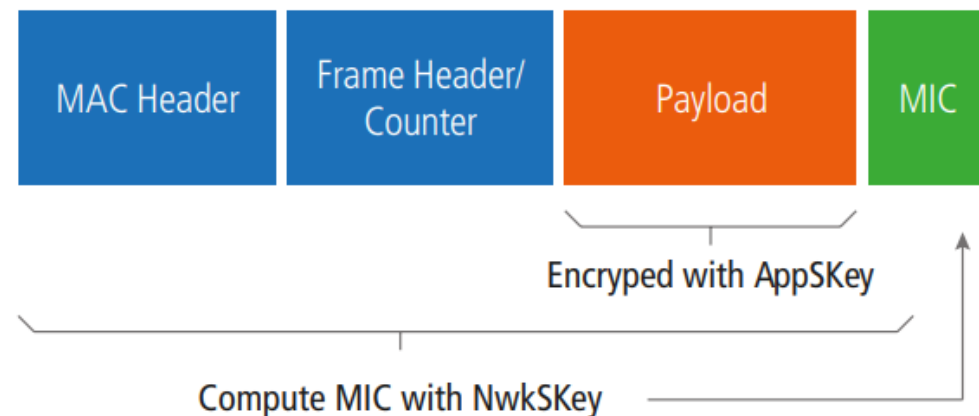 MAC Header
Frame Header/
Counter
Payload
MIC
Encryped with AppSKey
Compute MIC with NwkSKey